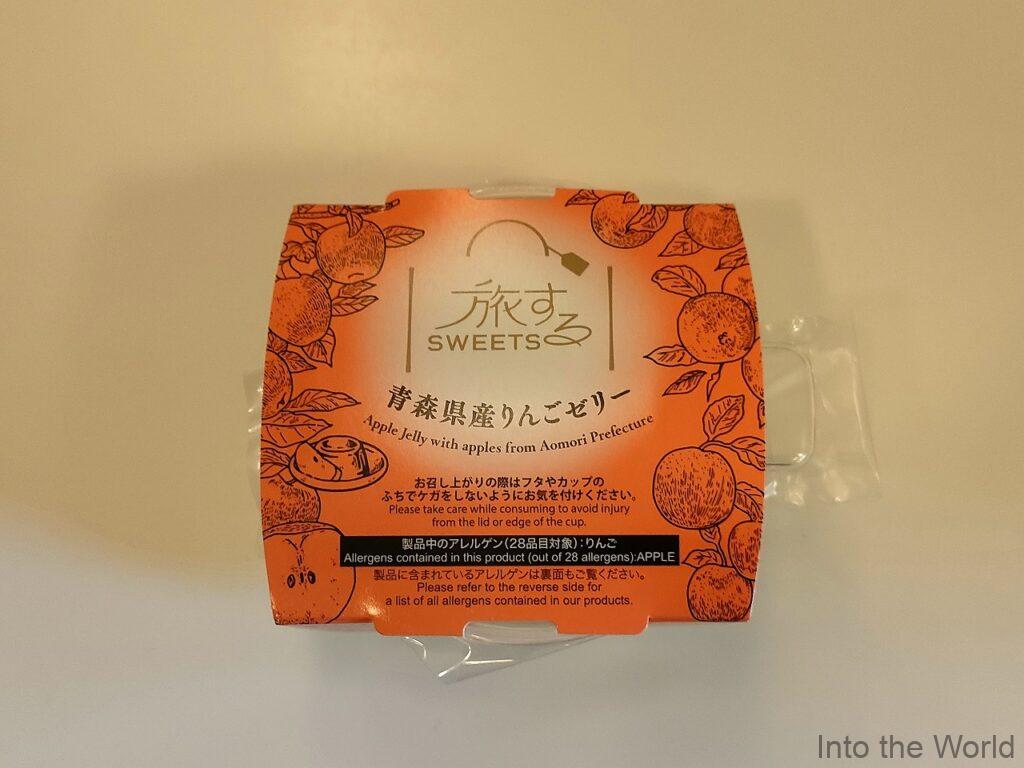 旅する
SWEETS
青森県産りんごゼリー
Apple Jelly with apples from Aomori Prefecture
お召し上がりの際はフタやカップの
ふちでケガをしないようにお気を付けください。
Please take care while consuming to avoid injury
from the lid or edge of the cup.
製品中のアレルゲン(28品目対象):りんご
Allergens contained in this product (out of 28 allergens):APPLE
製品に含まれているアレルゲンは裏面もご覧ください。
Please refer to the reverse side for
a list of all allergens contained in our products.
Into the World